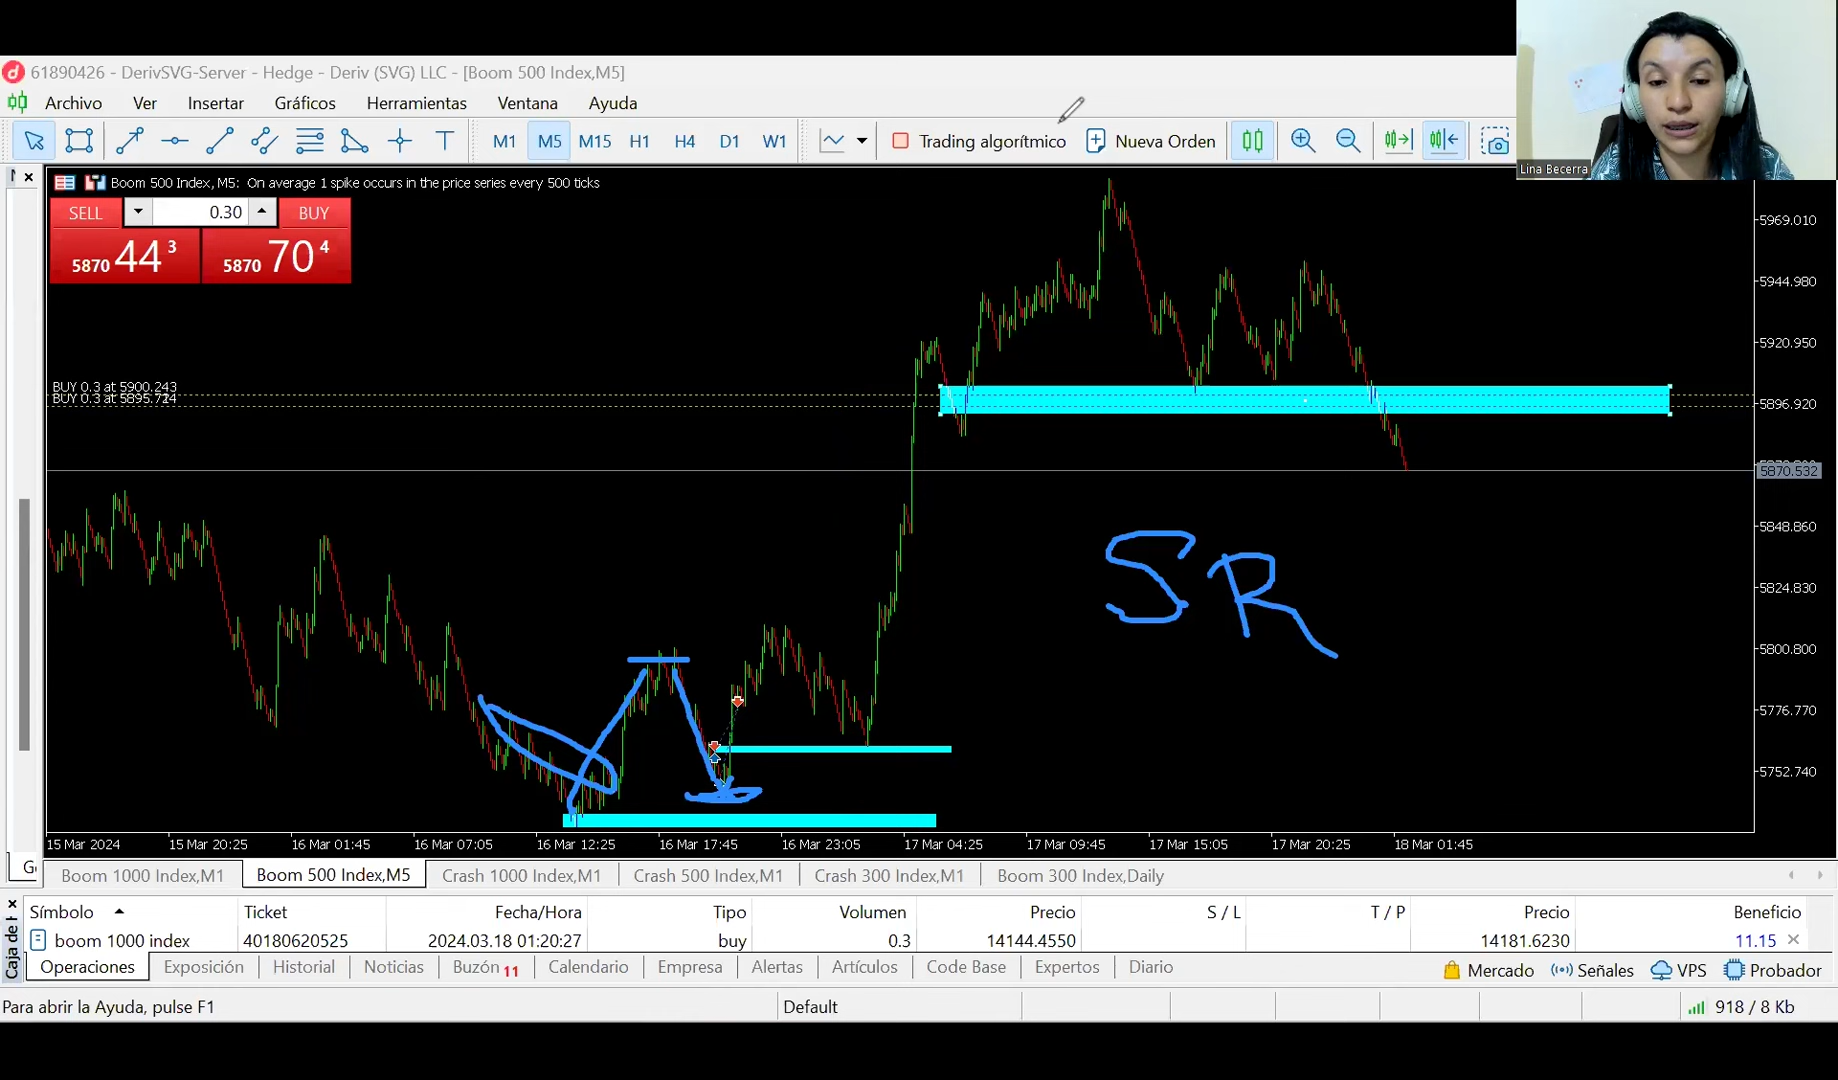 61890426 - DerivSVG-Server - Hedge - Deriv (SVG) LLC - [Boom 500 Index,M5]
Archivo Ver Insertar Gráficos Herramientas Ventana Ayuda
T M1 M5 M15 H1 H4 D1 W1 Trading algorítmico Nueva Orden
Lina Becerra
Boom 500 Index, M5: On average 1 spike occurs in the price series every 500 ticks
SELL 0.30 BUY
5870 44 3 5870 70 4
5969.010
5944.980
5920.950
BUY 0.3 at 5900.243
BUY 0.3 at 5895.724
5896.920
5870.532
5848.860
SR
5824.830
5800.800
5776.770
5752.740
15 Mar 2024 15 Mar 20:25 16 Mar 01:45 16 Mar 07:05 16 Mar 12:25 16 Mar 17:45 16 Mar 23:05 17 Mar 04:25 17 Mar 09:45 17 Mar 15:05 17 Mar 20:25 18 Mar 01:45
Boom 1000 Index,M1 Boom 500 Index,M5 Crash 1000 Index,M1 Crash 500 Index,M1 Crash 300 Index,M1 Boom 300 Index,Daily
Símbolo Ticket Fecha/Hora Tipo Volumen Precio S / L T / P Precio Beneficio
boom 1000 index 40180620525 2024.03.18 01:20:27 buy 0.3 14144.4550 14181.6230 11.15
Operaciones Exposición Historial Noticias Buzón 11 Calendario Empresa Alertas Artículos Code Base Expertos Diario Mercado Señales VPS Probador
Para abrir la Ayuda, pulse F1 Default 918 / 8 Kb